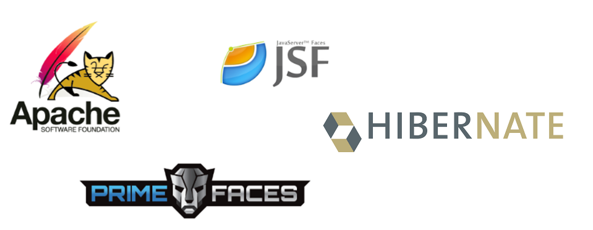 Apache
SOFTWARE FOUNDATION
JavaServer™ Faces
JSF
HIBERNATE
PRIME FACES